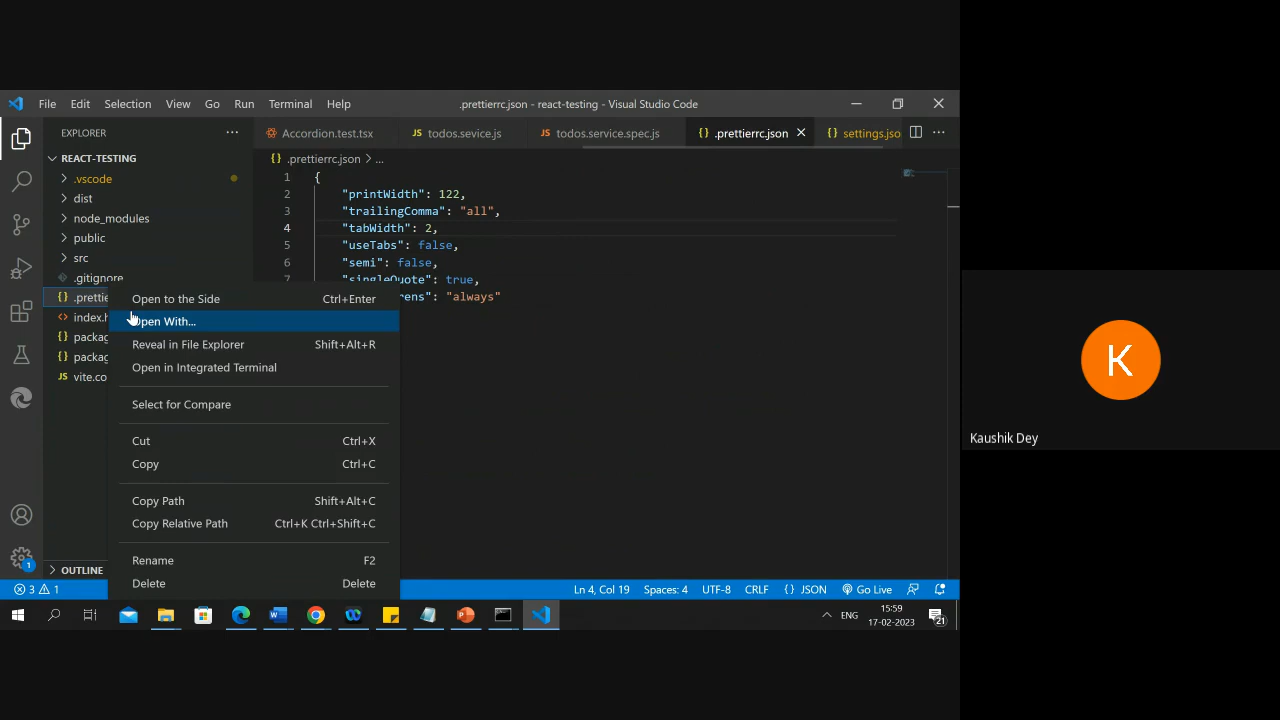 File Edit Selection View Go Run Terminal Help
.prettierrc.json - react-testing - Visual Studio Code
EXPLORER
Accordion.test.tsx
JS todos.sevice.js
JS todos.service.spec.js
{} .prettierrc.json
{} settings.jso
REACT-TESTING
{} .prettierrc.json > ...
.vscode
dist
node_modules
public
src
.gitignore
{} .prettie
<> index.h
{} packag
{} packag
JS vite.co
OUTLINE
1 {
2 "printWidth": 122,
3 "trailingComma": "all",
4 "tabWidth": 2,
5 "useTabs": false,
6 "semi": false,
7 "singleQuote": true,
rens": "always"
Open to the Side Ctrl+Enter
Open With...
Reveal in File Explorer Shift+Alt+R
Open in Integrated Terminal
Select for Compare
Cut Ctrl+X
Copy Ctrl+C
Copy Path Shift+Alt+C
Copy Relative Path Ctrl+K Ctrl+Shift+C
Rename F2
Delete Delete
1
3 1
Ln 4, Col 19 Spaces: 4 UTF-8 CRLF {} JSON Go Live
ENG
15:59
17-02-2023
21
K
Kaushik Dey